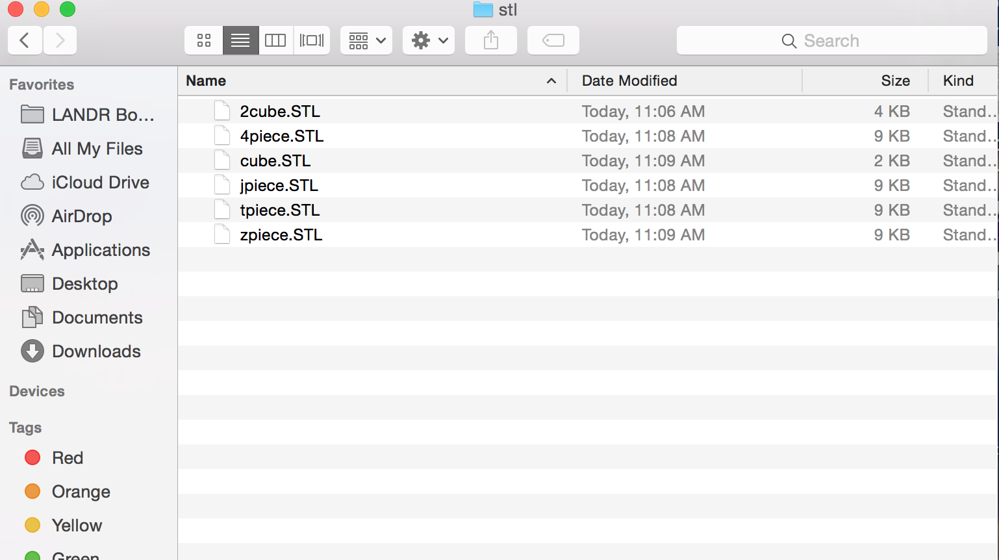 stl
Search
Favorites
LANDR Bo...
All My Files
iCloud Drive
AirDrop
Applications
Desktop
Documents
Downloads
Devices
Tags
Red
Orange
Yellow
Green
Name Date Modified Size Kind
2cube.STL Today, 11:06 AM 4 KB Stand...
4piece.STL Today, 11:08 AM 9 KB Stand...
cube.STL Today, 11:09 AM 2 KB Stand...
jpiece.STL Today, 11:08 AM 9 KB Stand...
tpiece.STL Today, 11:08 AM 9 KB Stand...
zpiece.STL Today, 11:09 AM 9 KB Stand...